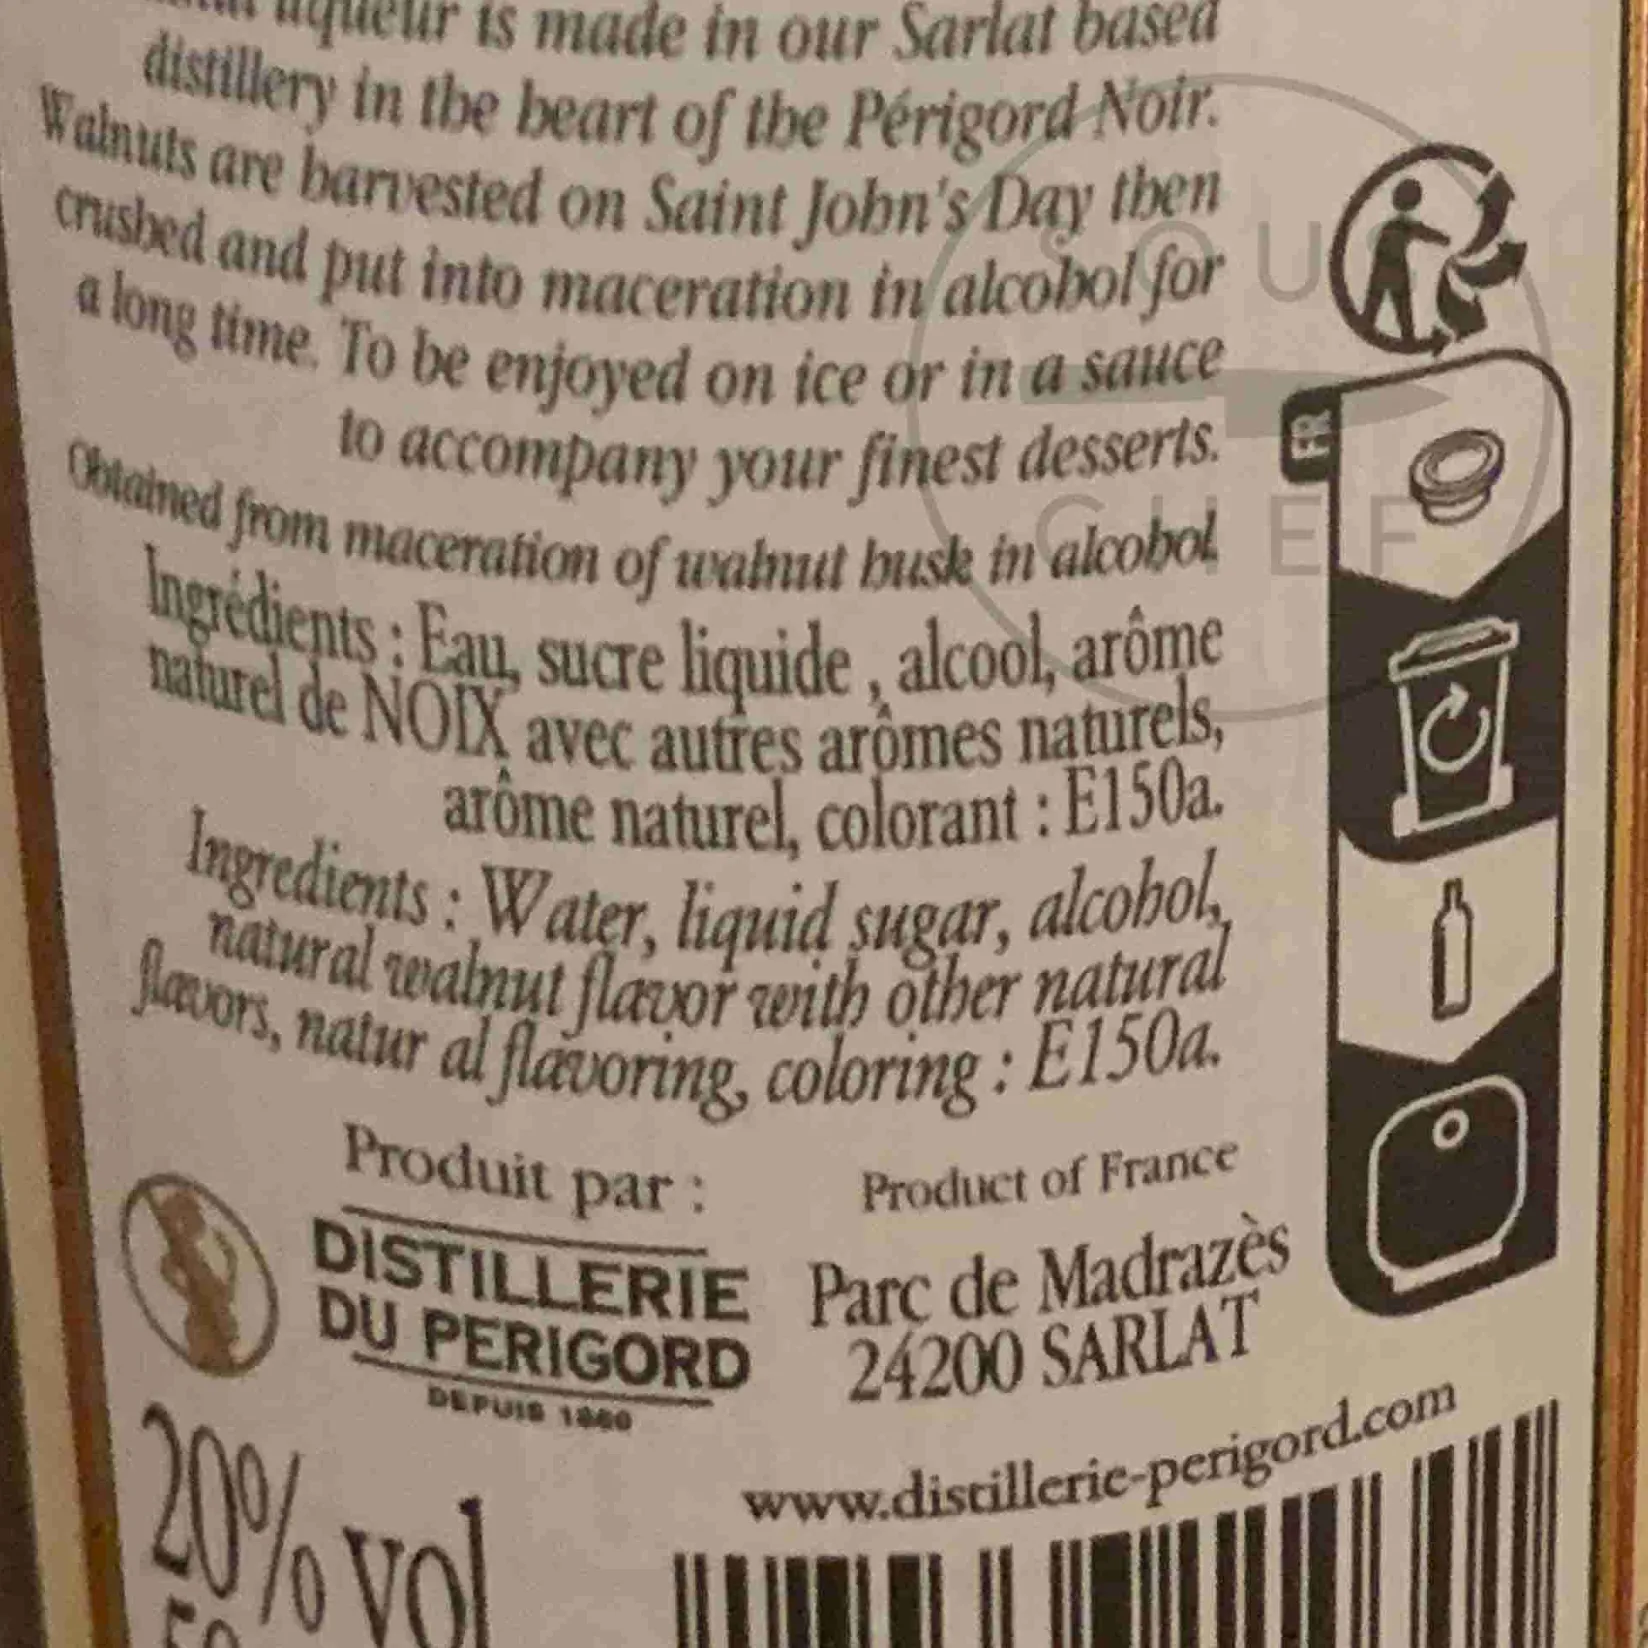 liqueur is made in our Sarlat based
distillery in the heart of the Périgord Noir.
Walnuts are harvested on Saint John's Day then
crushed and put into maceration in alcohol for
a long time. To be enjoyed on ice or in a sauce
to accompany your finest desserts.
Obtained from maceration of walnut husk in alcohol
Ingrédients : Eau, sucre liquide , alcool, arôme
naturel de NOIX avec autres arômes naturels,
arôme naturel, colorant : E150a.
Ingredients : Water, liquid sugar, alcohol,
natural walnut flavor with other natural
flavors, natur al flavoring, coloring : E150a.
Produit par :
DISTILLERIE
DU PERIGORD
DEPUIS 1860
Product of France
Parc de Madrazès
24200 SARLAT
www.distillerie-perigord.com
20% vol
FR
SOUS
CHEF